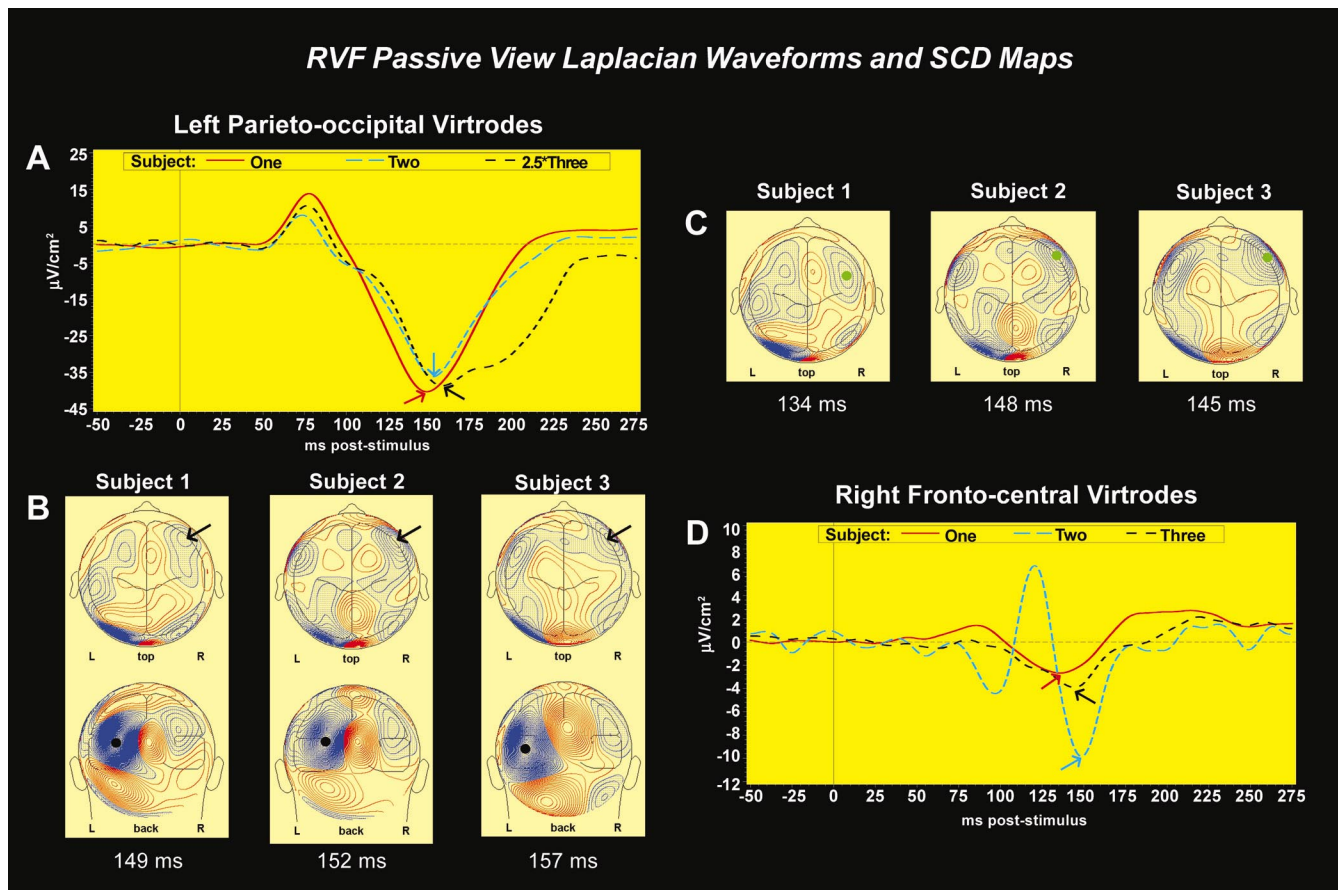 RVF Passive View Laplacian Waveforms and SCD Maps
Left Parieto-occipital Virtrodes
A
Subject: One Two 2.5*Three
25
15
5
-5
-15
-25
-35
-45
µV/cm²
-50 -25 0 25 50 75 100 125 150 175 200 225 250 275
ms post-stimulus
B
Subject 1 Subject 2 Subject 3
L top R L top R L top R
L back R L back R L back R
149 ms 152 ms 157 ms
C
Subject 1 Subject 2 Subject 3
L top R L top R L top R
134 ms 148 ms 145 ms
Right Fronto-central Virtrodes
D
Subject: One Two Three
10
8
6
4
2
0
-2
-4
-6
-8
-10
-12
µV/cm²
-50 -25 0 25 50 75 100 125 150 175 200 225 250 275
ms post-stimulus